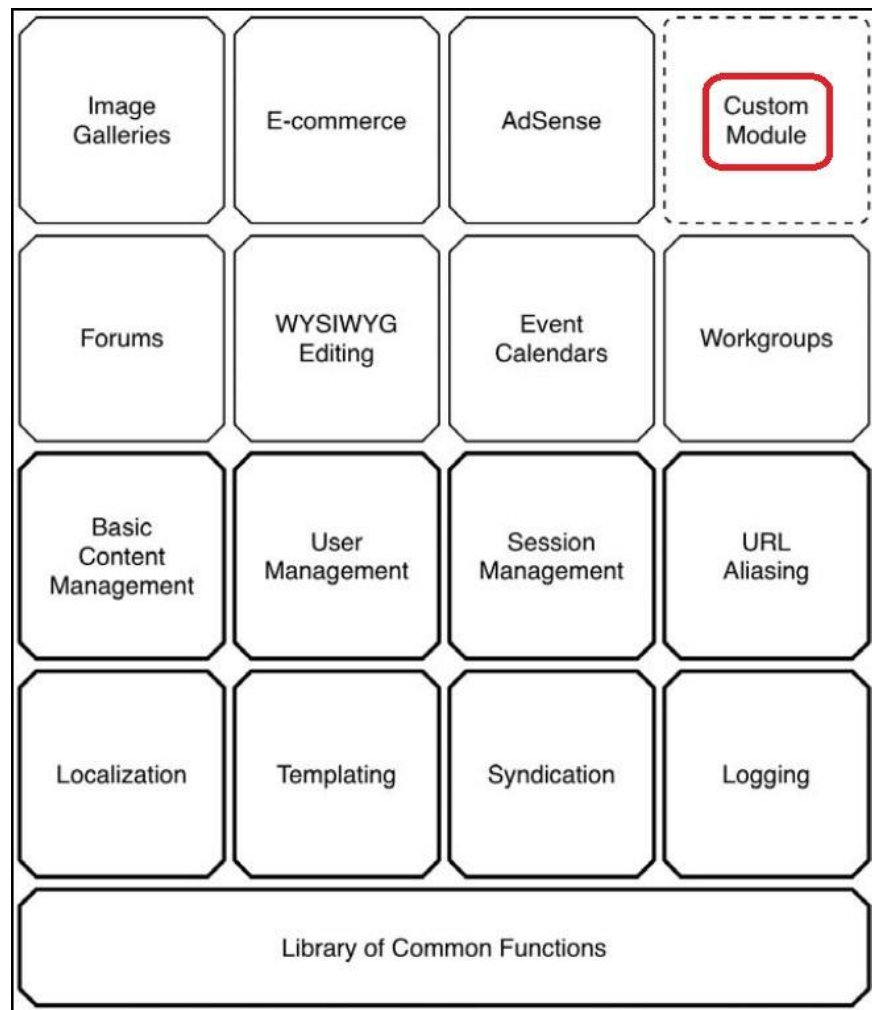 Image
Galleries
E-commerce
AdSense
Custom
Module
Forums
WYSIWYG
Editing
Event
Calendars
Workgroups
Basic
Content
Management
User
Management
Session
Management
URL
Aliasing
Localization
Templating
Syndication
Logging
Library of Common Functions